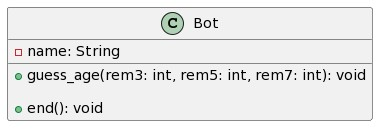 C Bot
name: String
guess_age(rem3: int, rem5: int, rem7: int): void
end(): void